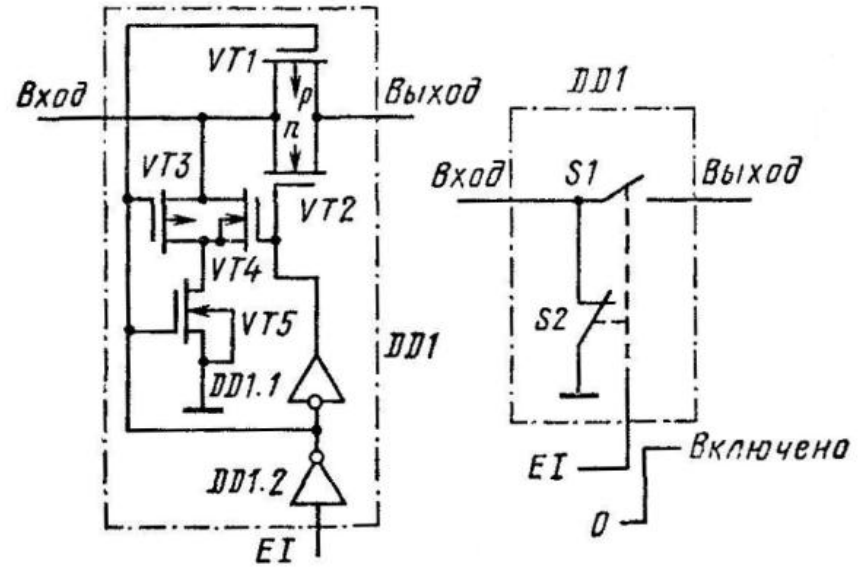 VT1
Вход
p
Выход
n
VT3
VT2
VT4
VT5
DD1
DD1.1
DD1.2
EI
DD1
Вход
S1
Выход
S2
EI
Включено
0